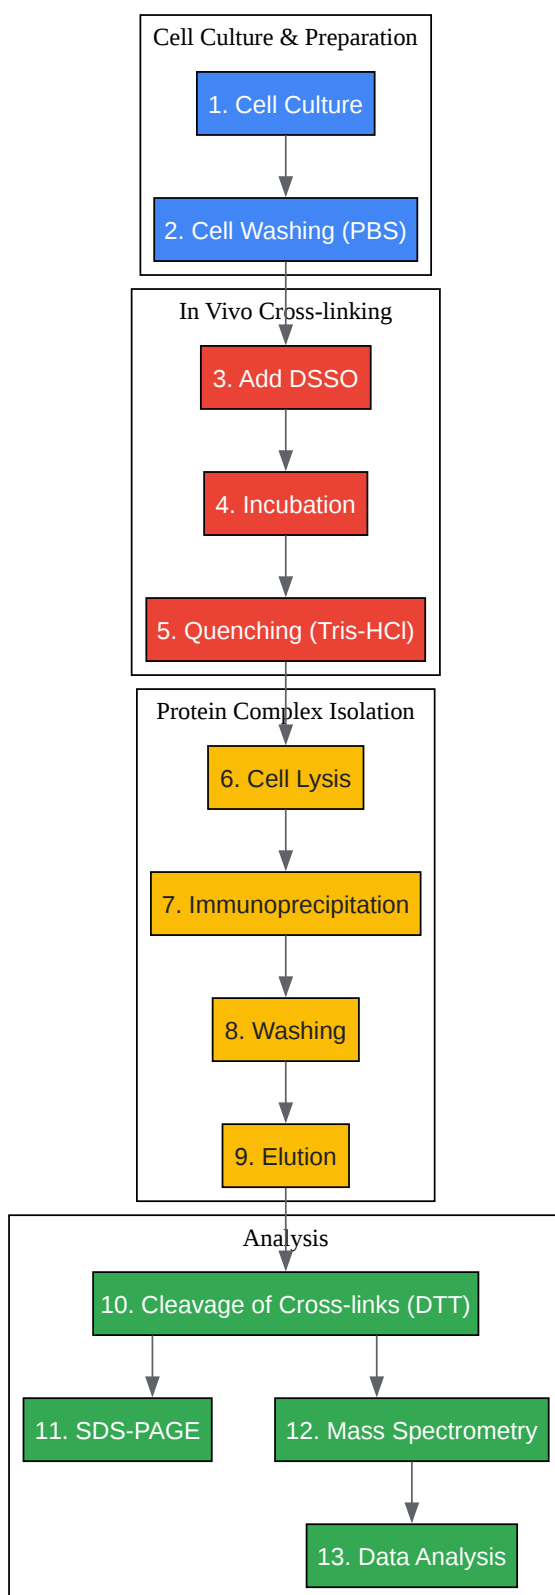 Cell Culture & Preparation
1. Cell Culture
2. Cell Washing (PBS)
In Vivo Cross-linking
3. Add DSSO
4. Incubation
5. Quenching (Tris-HCl)
Protein Complex Isolation
6. Cell Lysis
7. Immunoprecipitation
8. Washing
9. Elution
Analysis
10. Cleavage of Cross-links (DTT)
11. SDS-PAGE
12. Mass Spectrometry
13. Data Analysis